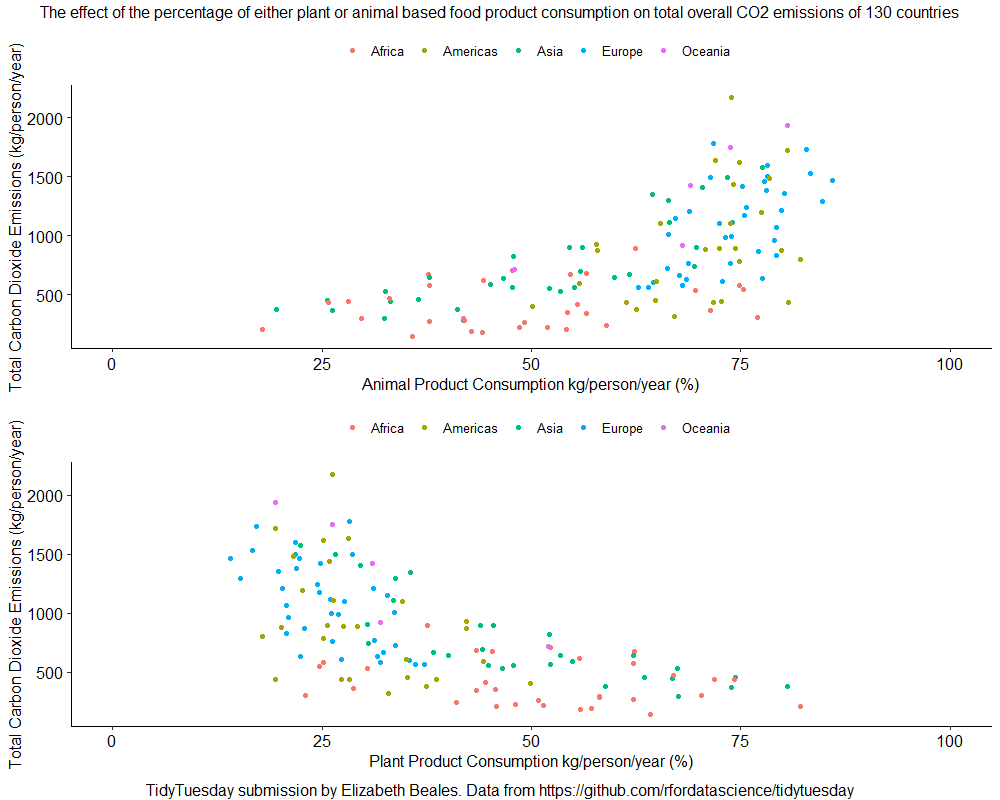 The effect of the percentage of either plant or animal based food product consumption on total overall CO2 emissions of 130 countries
Africa Americas Asia Europe Oceania
Total Carbon Dioxide Emissions (kg/person/year)
2000
1500
1000
500
0 25 50 75 100
Animal Product Consumption kg/person/year (%)
Africa Americas Asia Europe Oceania
Total Carbon Dioxide Emissions (kg/person/year)
2000
1500
1000
500
0 25 50 75 100
Plant Product Consumption kg/person/year (%)
TidyTuesday submission by Elizabeth Beales. Data from https://github.com/rfordatascience/tidytuesday